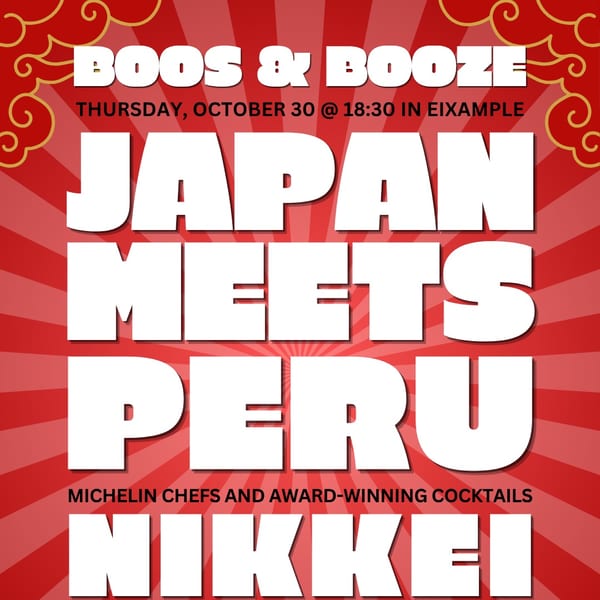 BOOS & BOOZE
THURSDAY, OCTOBER 30 @ 18:30 IN EIXAMPLE
JAPAN
MEETS
PERU
MICHELIN CHEFS AND AWARD-WINNING COCKTAILS
NIKKEI